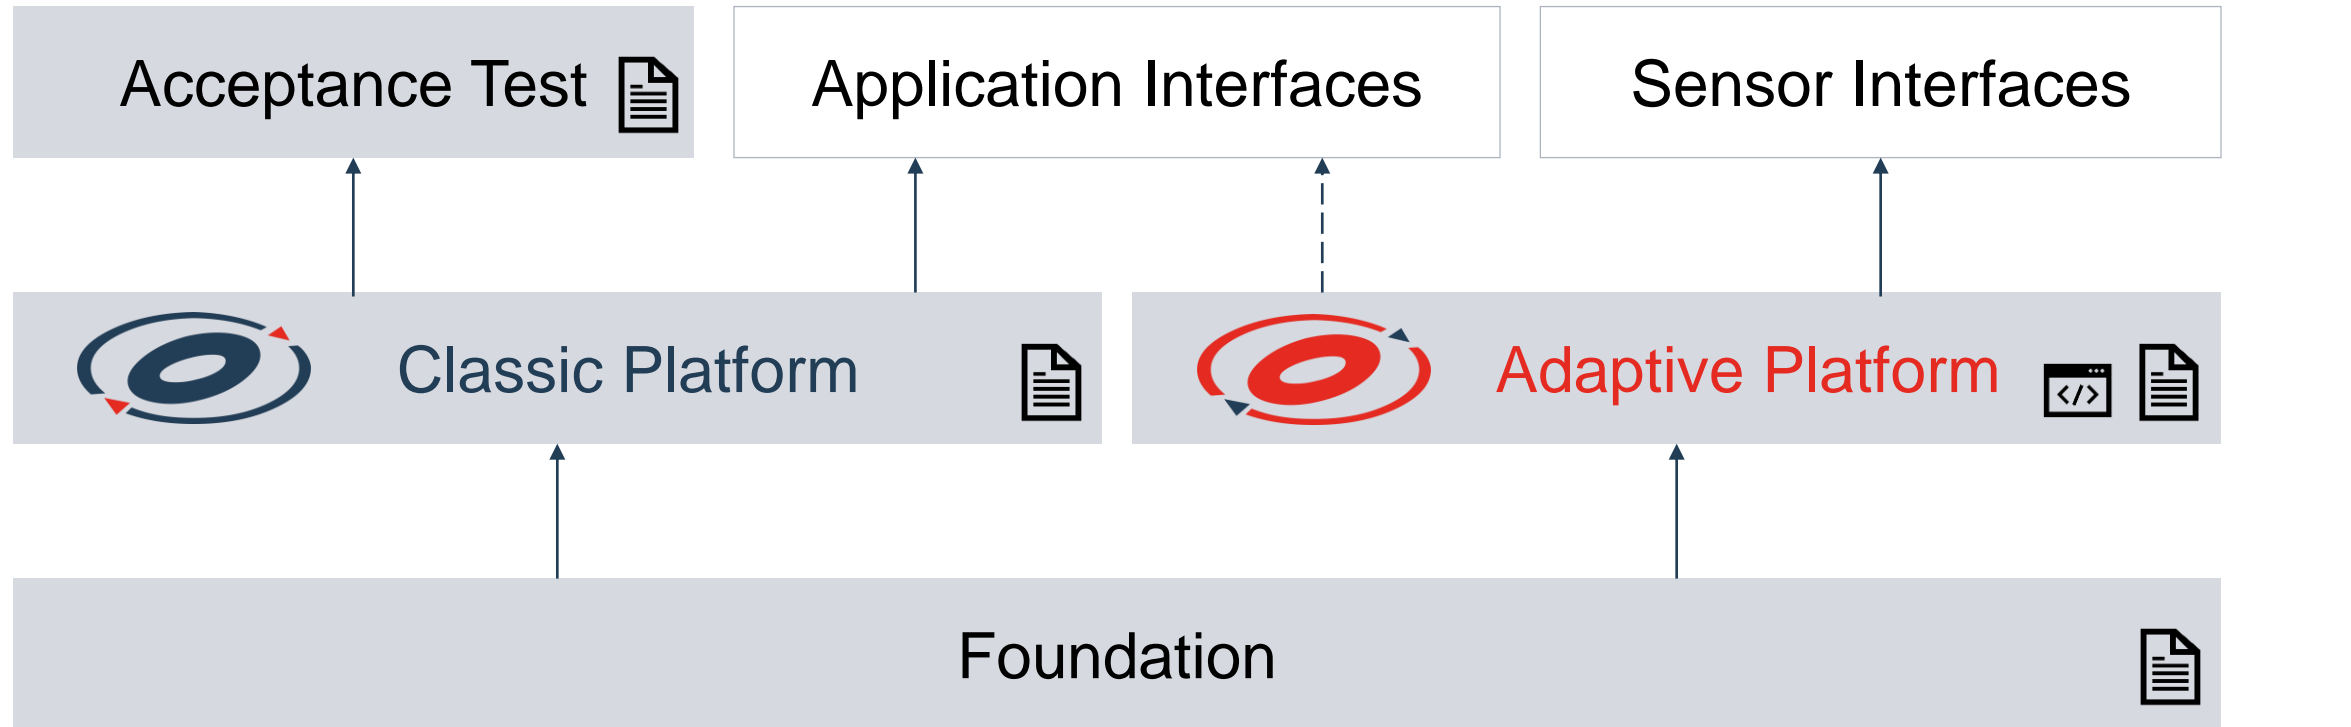 Acceptance Test
Application Interfaces
Sensor Interfaces
Classic Platform
Adaptive Platform
</>
Foundation